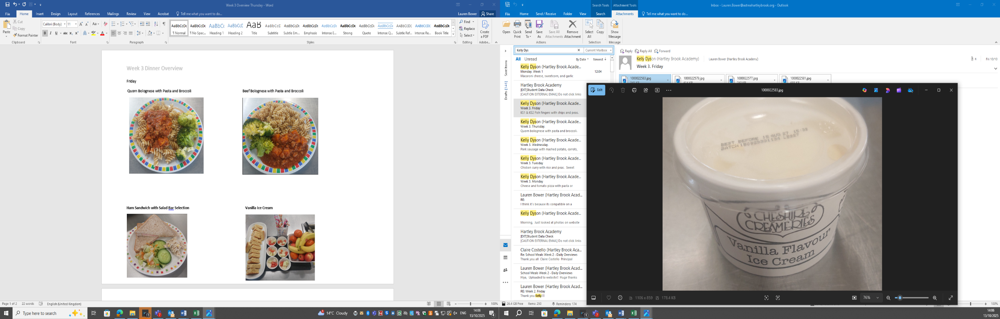 Week 3 Overview Thursday - Word
File Home Insert Design Layout References Mailings Review View Acrobat Tell me what you want to do... Lauren Bower Share
Paste
Cut
Copy
Format Painter
Clipboard
Calibri (Body) 11
Font
Paragraph
AaBbCcDc AaBbCcDc AaBbCc AaBbCcC AaB AaBbCcC AaBbCcDc AaBbCcDc AaBbCcDc AaBbCcDc AaBbCcDc AaBbCcDc AaBbCcDc AaBbCcDc AaBbCcDc
¶ Normal ¶ No Spac... Heading 1 Heading 2 Title Subtitle Subtle Em... Emphasis Intense E... Strong Quote Intense Q... Subtle Ref... Intense Re... Book Title
Styles
Find
Replace
Select
Editing
Create a PDF
Adobe...
Week 3 Dinner Overview
Friday
Quorn Bolognese with Pasta and Broccoli Beef Bolognese with Pasta and Broccoli
Ham Sandwich with Salad Bar Selection Vanilla Ice Cream
Page 1 of 2 22 words English (United Kingdom) 100%
Type here to search
14°C Cloudy
ENG
14:06
13/10/2025
Search Tools Attachment Tools
Inbox - Lauren.Bower@astreahartleybrook.org - Outlook
File Home Send / Receive Folder View Search Attachments Tell me what you want to do...
Open Quick Print Send To Save As Save All Attachments Remove Attachment Select All Copy Show Message
Actions Selection Message
Kelly Dys Current Mailbox
All Unread By Date Newest
Sent Items
Drafts [146]
Kelly Dyson (Hartley Brook Acade...
Monday. Week 1 12:04
Macaroni cheese, sweetcorn, and garlic
Hartley Brook Academy
[EXT]Student Data Check
[CAUTION EXTERNAL EMAIL] Do not click links
Kelly Dyson (Hartley Brook Acade...
Week 3. Friday
KS1 & KS2 Fish fingers with chips and peas.
Kelly Dyson (Hartley Brook Acade...
Week 3. Thursday.
Quorn bolognese with pasta and broccoli.
Kelly Dyson (Hartley Brook Acade...
Week 3. Wednesday.
Pork sausage with mashed potato, carrots,
Kelly Dyson (Hartley Brook Acade...
Week 3. Tuesday
Chicken curry with rice and peas. Sweet
Kelly Dyson (Hartley Brook Acade...
Week 3. Monday
Cheese and tomato pizza with pasta or
Lauren Bower (Hartley Brook Acad...
RE:
I think it's because its compatible on a
Kelly Dyson (Hartley Brook Acade...
Morning, Just looked at photos on website
Hartley Brook Academy
[EXT]Student Data Check
[CAUTION EXTERNAL EMAIL] Do not click links
Claire Costello (Hartley Brook Aca...
Re: School Meals Week 2 - Daily Overviews
Thank you all Claire Costello Principal
Lauren Bower (Hartley Brook Acad...
School Meals Week 2 - Daily Overviews
Hiya, Uploaded to website!! Huge thanks
Lauren Bower (Hartley Brook Acad...
RE: Week 2. Friday
Thank you Kelly!!!!
26.4 GB Free Items: 250 Reminders: 174
Reply Reply All Forward
Kelly Dyson (Hartley Brook Academy) Lauren Bower (Hartley Brook Academy)
Week 3. Friday
4 Fri 10/10
1000022583.jpg 1000022579.jpg 1000022577.jpg 1000022581.jpg
Edit
1000022583.jpg
BEST BEFORE 15 AUG 27 15:32
CHESHIRE
CREAMERIES
Vanilla Flavour
Ice Cream
1106 x 859 178.4 KB
76%
100%
14:06
13/10/2025